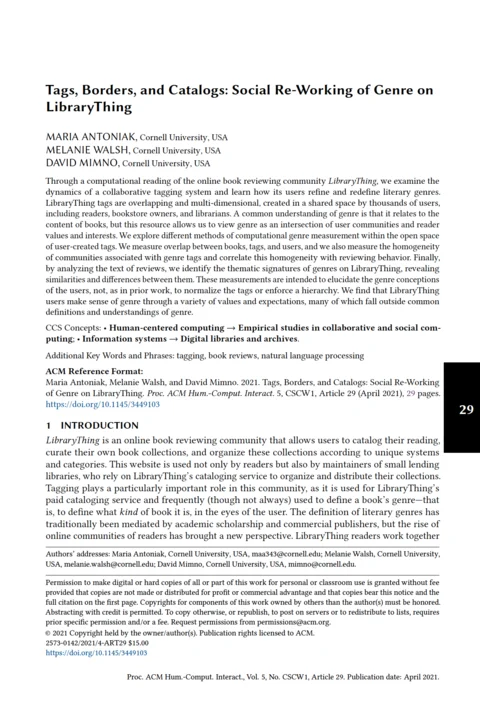 Tags, Borders, and Catalogs: Social Re-Working of Genre on
LibraryThing
MARIA ANTONIAK, Cornell University, USA
MELANIE WALSH, Cornell University, USA
DAVID MIMNO, Cornell University, USA
Through a computational reading of the online book reviewing community LibraryThing, we examine the
dynamics of a collaborative tagging system and learn how its users refine and redefine literary genres.
LibraryThing tags are overlapping and multi-dimensional, created in a shared space by thousands of users,
including readers, bookstore owners, and librarians. A common understanding of genre is that it relates to the
content of books, but this resource allows us to view genre as an intersection of user communities and reader
values and interests. We explore different methods of computational genre measurement within the open space
of user-created tags. We measure overlap between books, tags, and users, and we also measure the homogeneity
of communities associated with genre tags and correlate this homogeneity with reviewing behavior. Finally,
by analyzing the text of reviews, we identify the thematic signatures of genres on LibraryThing, revealing
similarities and differences between them. These measurements are intended to elucidate the genre conceptions
of the users, not, as in prior work, to normalize the tags or enforce a hierarchy. We find that LibraryThing
users make sense of genre through a variety of values and expectations, many of which fall outside common
definitions and understandings of genre.
CCS Concepts: • Human-centered computing → Empirical studies in collaborative and social com-
puting; • Information systems → Digital libraries and archives.
Additional Key Words and Phrases: tagging, book reviews, natural language processing
ACM Reference Format:
Maria Antoniak, Melanie Walsh, and David Mimno. 2021. Tags, Borders, and Catalogs: Social Re-Working
of Genre on LibraryThing. Proc. ACM Hum.-Comput. Interact. 5, CSCW1, Article 29 (April 2021), 29 pages.
https://doi.org/10.1145/3449103
29
1 INTRODUCTION
LibraryThing is an online book reviewing community that allows users to catalog their reading,
curate their own book collections, and organize these collections according to unique systems
and categories. This website is used not only by readers but also by maintainers of small lending
libraries, who rely on LibraryThing's cataloging service to organize and distribute their collections.
Tagging plays a particularly important role in this community, as it is used for LibraryThing's
paid cataloging service and frequently (though not always) used to define a book's genre—that
is, to define what kind of book it is, in the eyes of the user. The definition of literary genres has
traditionally been mediated by academic scholarship and commercial publishers, but the rise of
online communities of readers has brought a new perspective. LibraryThing readers work together
Authors' addresses: Maria Antoniak, Cornell University, USA, maa343@cornell.edu; Melanie Walsh, Cornell University,
USA, melanie.walsh@cornell.edu; David Mimno, Cornell University, USA, mimno@cornell.edu.
Permission to make digital or hard copies of all or part of this work for personal or classroom use is granted without fee
provided that copies are not made or distributed for profit or commercial advantage and that copies bear this notice and the
full citation on the first page. Copyrights for components of this work owned by others than the author(s) must be honored.
Abstracting with credit is permitted. To copy otherwise, or republish, to post on servers or to redistribute to lists, requires
prior specific permission and/or a fee. Request permissions from permissions@acm.org.
© 2021 Copyright held by the owner/author(s). Publication rights licensed to ACM.
2573-0142/2021/4-ART29 $15.00
https://doi.org/10.1145/3449103
Proc. ACM Hum.-Comput. Interact., Vol. 5, No. CSCW1, Article 29. Publication date: April 2021.